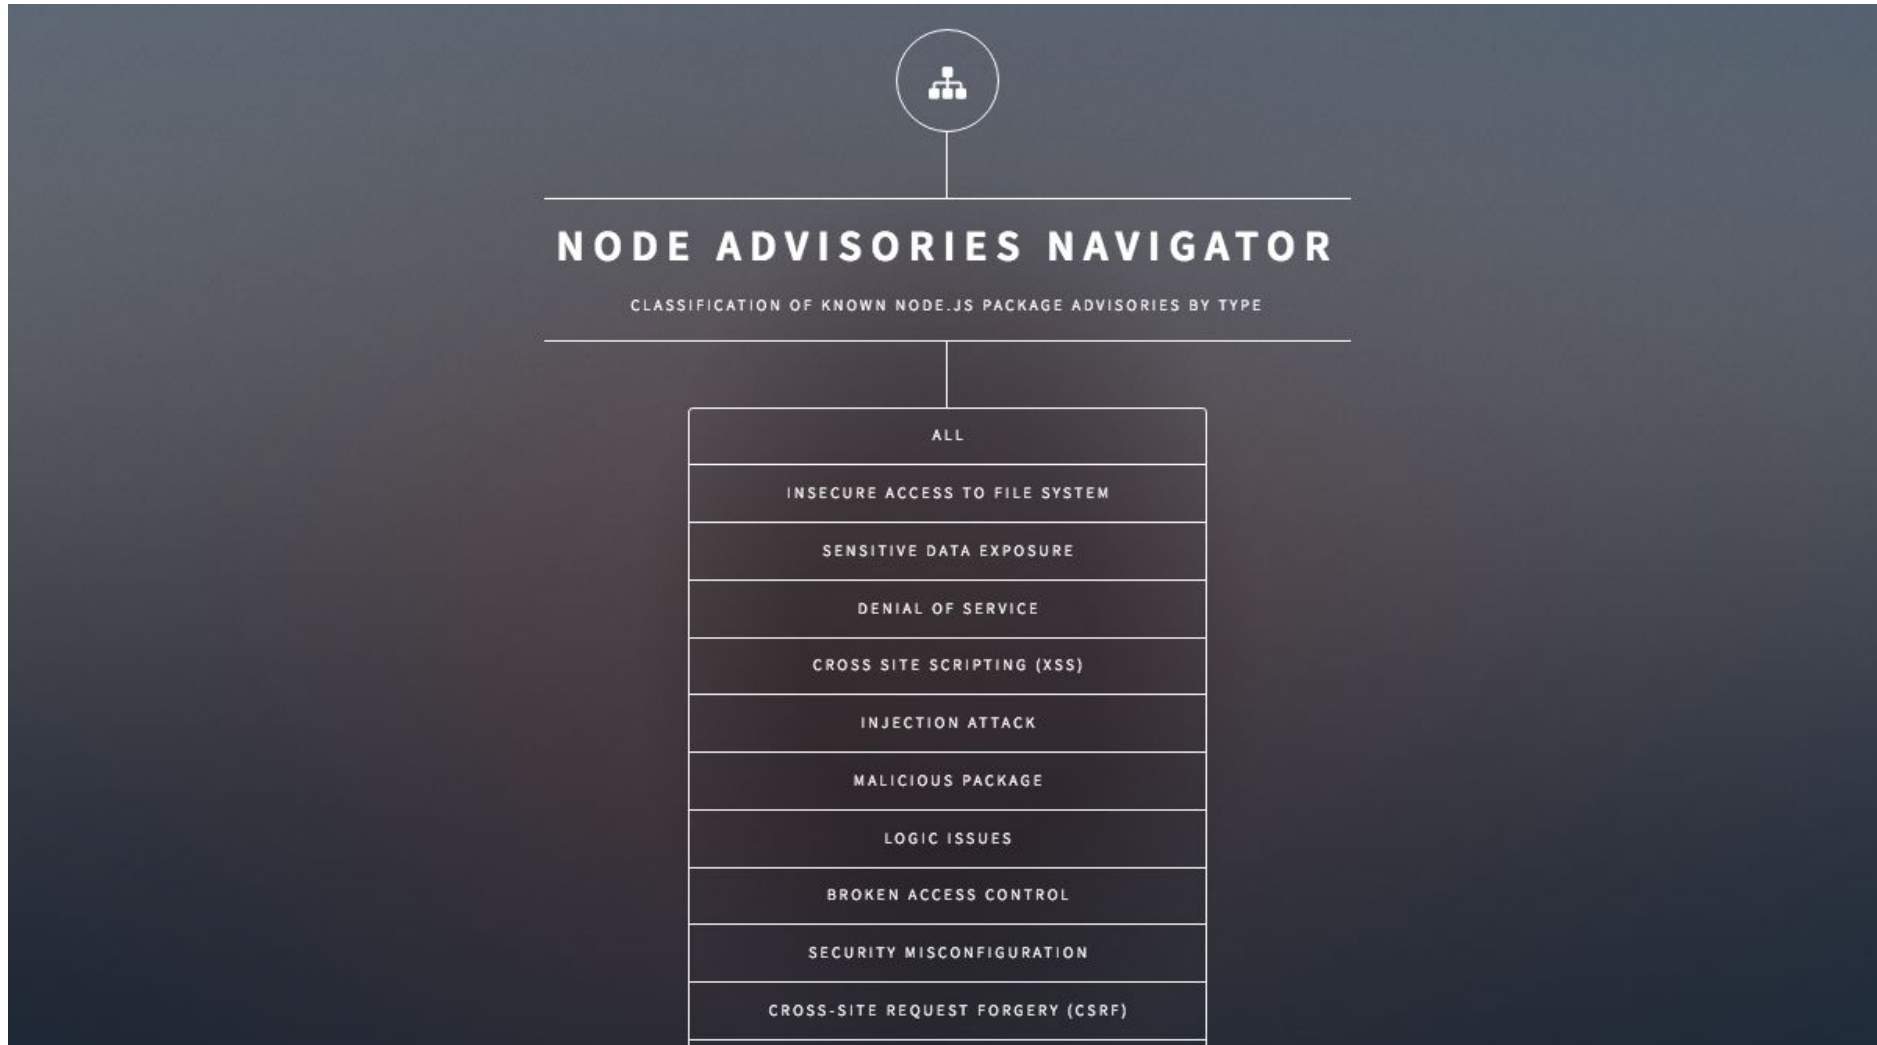 NODE ADVISORIES NAVIGATOR
CLASSIFICATION OF KNOWN NODE.JS PACKAGE ADVISORIES BY TYPE
ALL
INSECURE ACCESS TO FILE SYSTEM
SENSITIVE DATA EXPOSURE
DENIAL OF SERVICE
CROSS SITE SCRIPTING (XSS)
INJECTION ATTACK
MALICIOUS PACKAGE
LOGIC ISSUES
BROKEN ACCESS CONTROL
SECURITY MISCONFIGURATION
CROSS-SITE REQUEST FORGERY (CSRF)